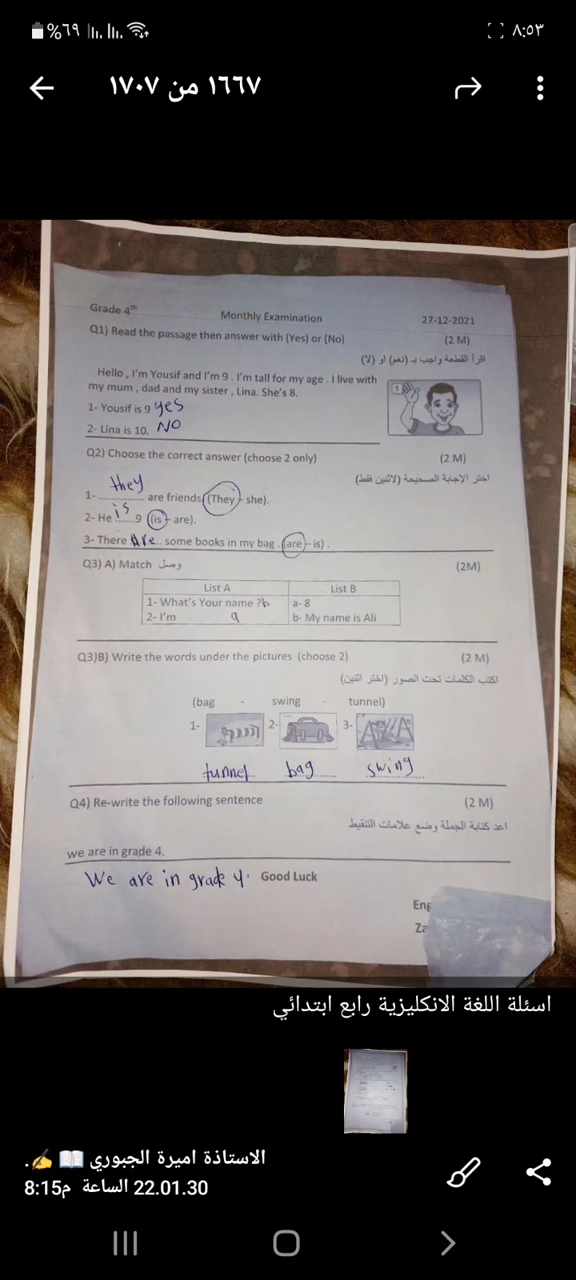 %٦٩
٨:٥٣
١٦٦٧ من ١٧٠٧
Grade 4th
Monthly Examination
27-12-2021
Q1) Read the passage then answer with (Yes) or (No)
(2 M)
اقرأ القطعة واجب بـ (نعم) او (لا)
Hello , I'm Yousif and I'm 9 . I'm tall for my age . I live with
my mum , dad and my sister , Lina. She's 8.
1
1- Yousif is 9 yes
2- Lina is 10. NO
Q2) Choose the correct answer (choose 2 only)
(2 M)
اختر الإجابة الصحيحة (لاثنين فقط)
1- they are friends (They - she).
2- He is 9 (is - are).
3- There are.. some books in my bag . (are - is) .
Q3) A) Match وصل
(2M)
List A
List B
1- What's Your name ? b
a- 8
2- I'm a
b- My name is Ali
Q3)B) Write the words under the pictures (choose 2)
(2 M)
اكتب الكلمات تحت الصور (اختر اثنين)
(bag - swing - tunnel)
1- 2- 3-
tunnel bag swing
Q4) Re-write the following sentence
(2 M)
اعد كتابة الجملة وضع علامات التنقيط
we are in grade 4.
We are in grade 4. Good Luck
Eng
Za
اسئلة اللغة الانكليزية رابع ابتدائي
الاستاذة اميرة الجبوري 📖 ✍️.
22.01.30 الساعة 8:15م